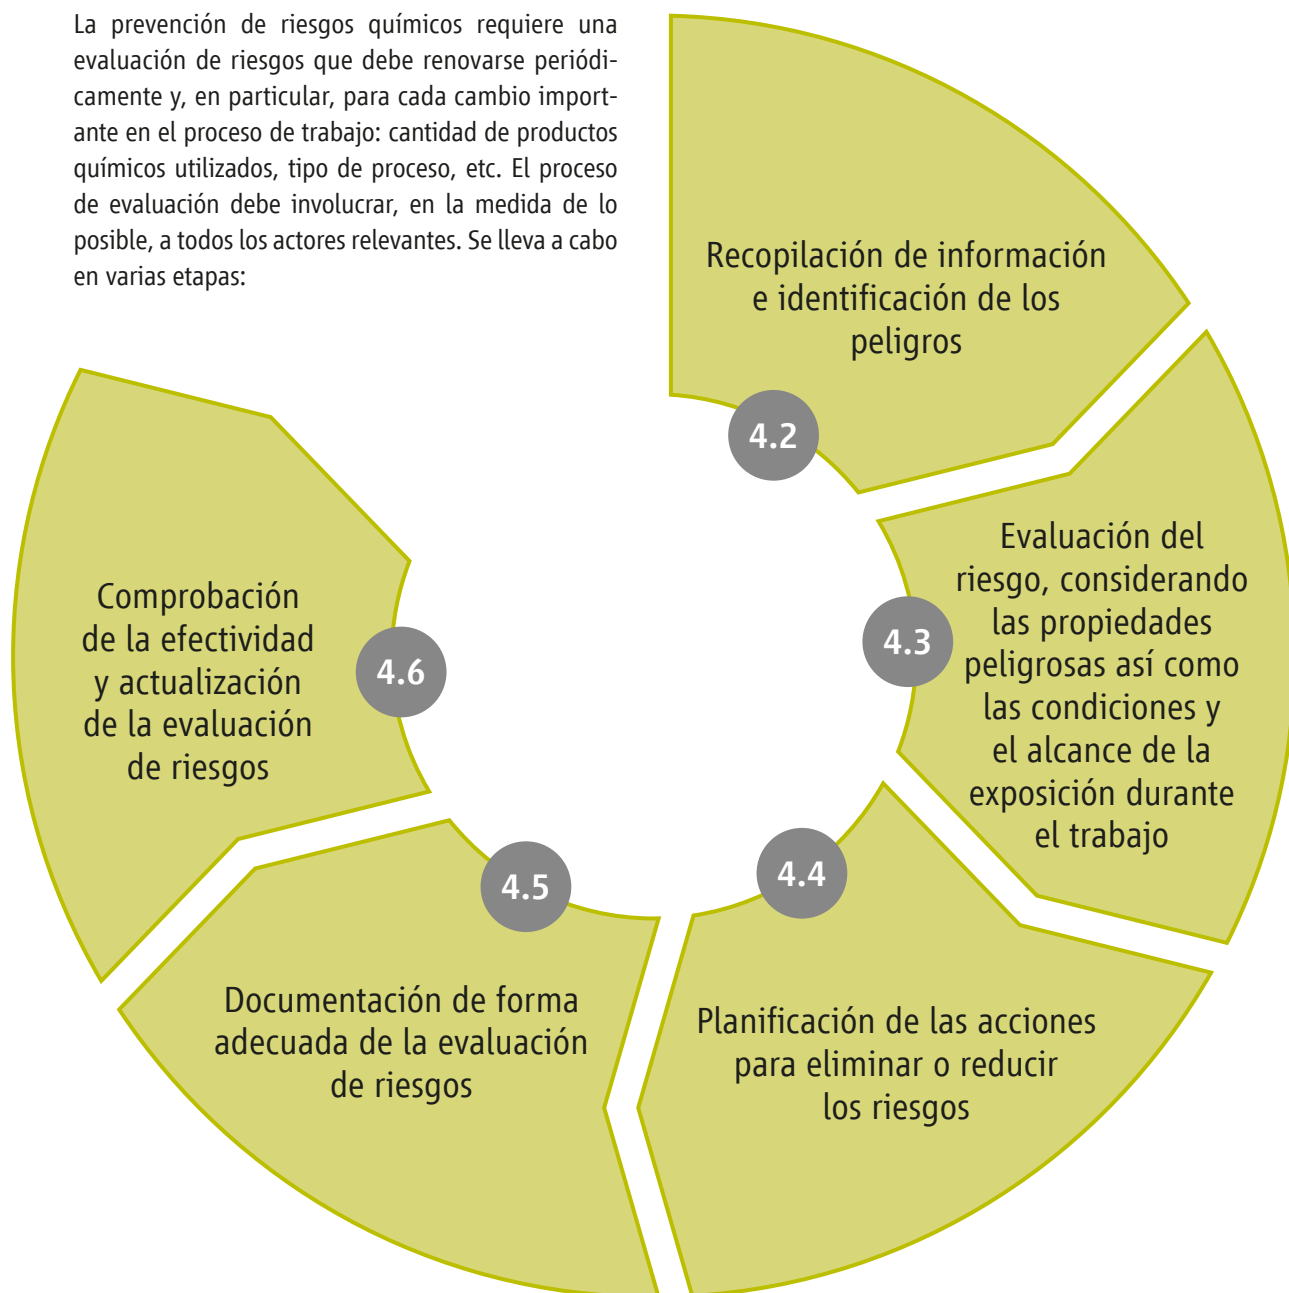 La prevención de riesgos químicos requiere una
evaluación de riesgos que debe renovarse periódi-
camente y, en particular, para cada cambio import-
ante en el proceso de trabajo: cantidad de productos
químicos utilizados, tipo de proceso, etc. El proceso
de evaluación debe involucrar, en la medida de lo
posible, a todos los actores relevantes. Se lleva a cabo
en varias etapas:
Recopilación de información
e identificación de los
peligros
4.2
Evaluación del
riesgo, considerando
las propiedades
peligrosas así como
las condiciones y
el alcance de la
exposición durante
el trabajo
4.3
Planificación de las acciones
para eliminar o reducir
los riesgos
4.4
Documentación de forma
adecuada de la evaluación
de riesgos
4.5
Comprobación
de la efectividad
y actualización
de la evaluación
de riesgos
4.6